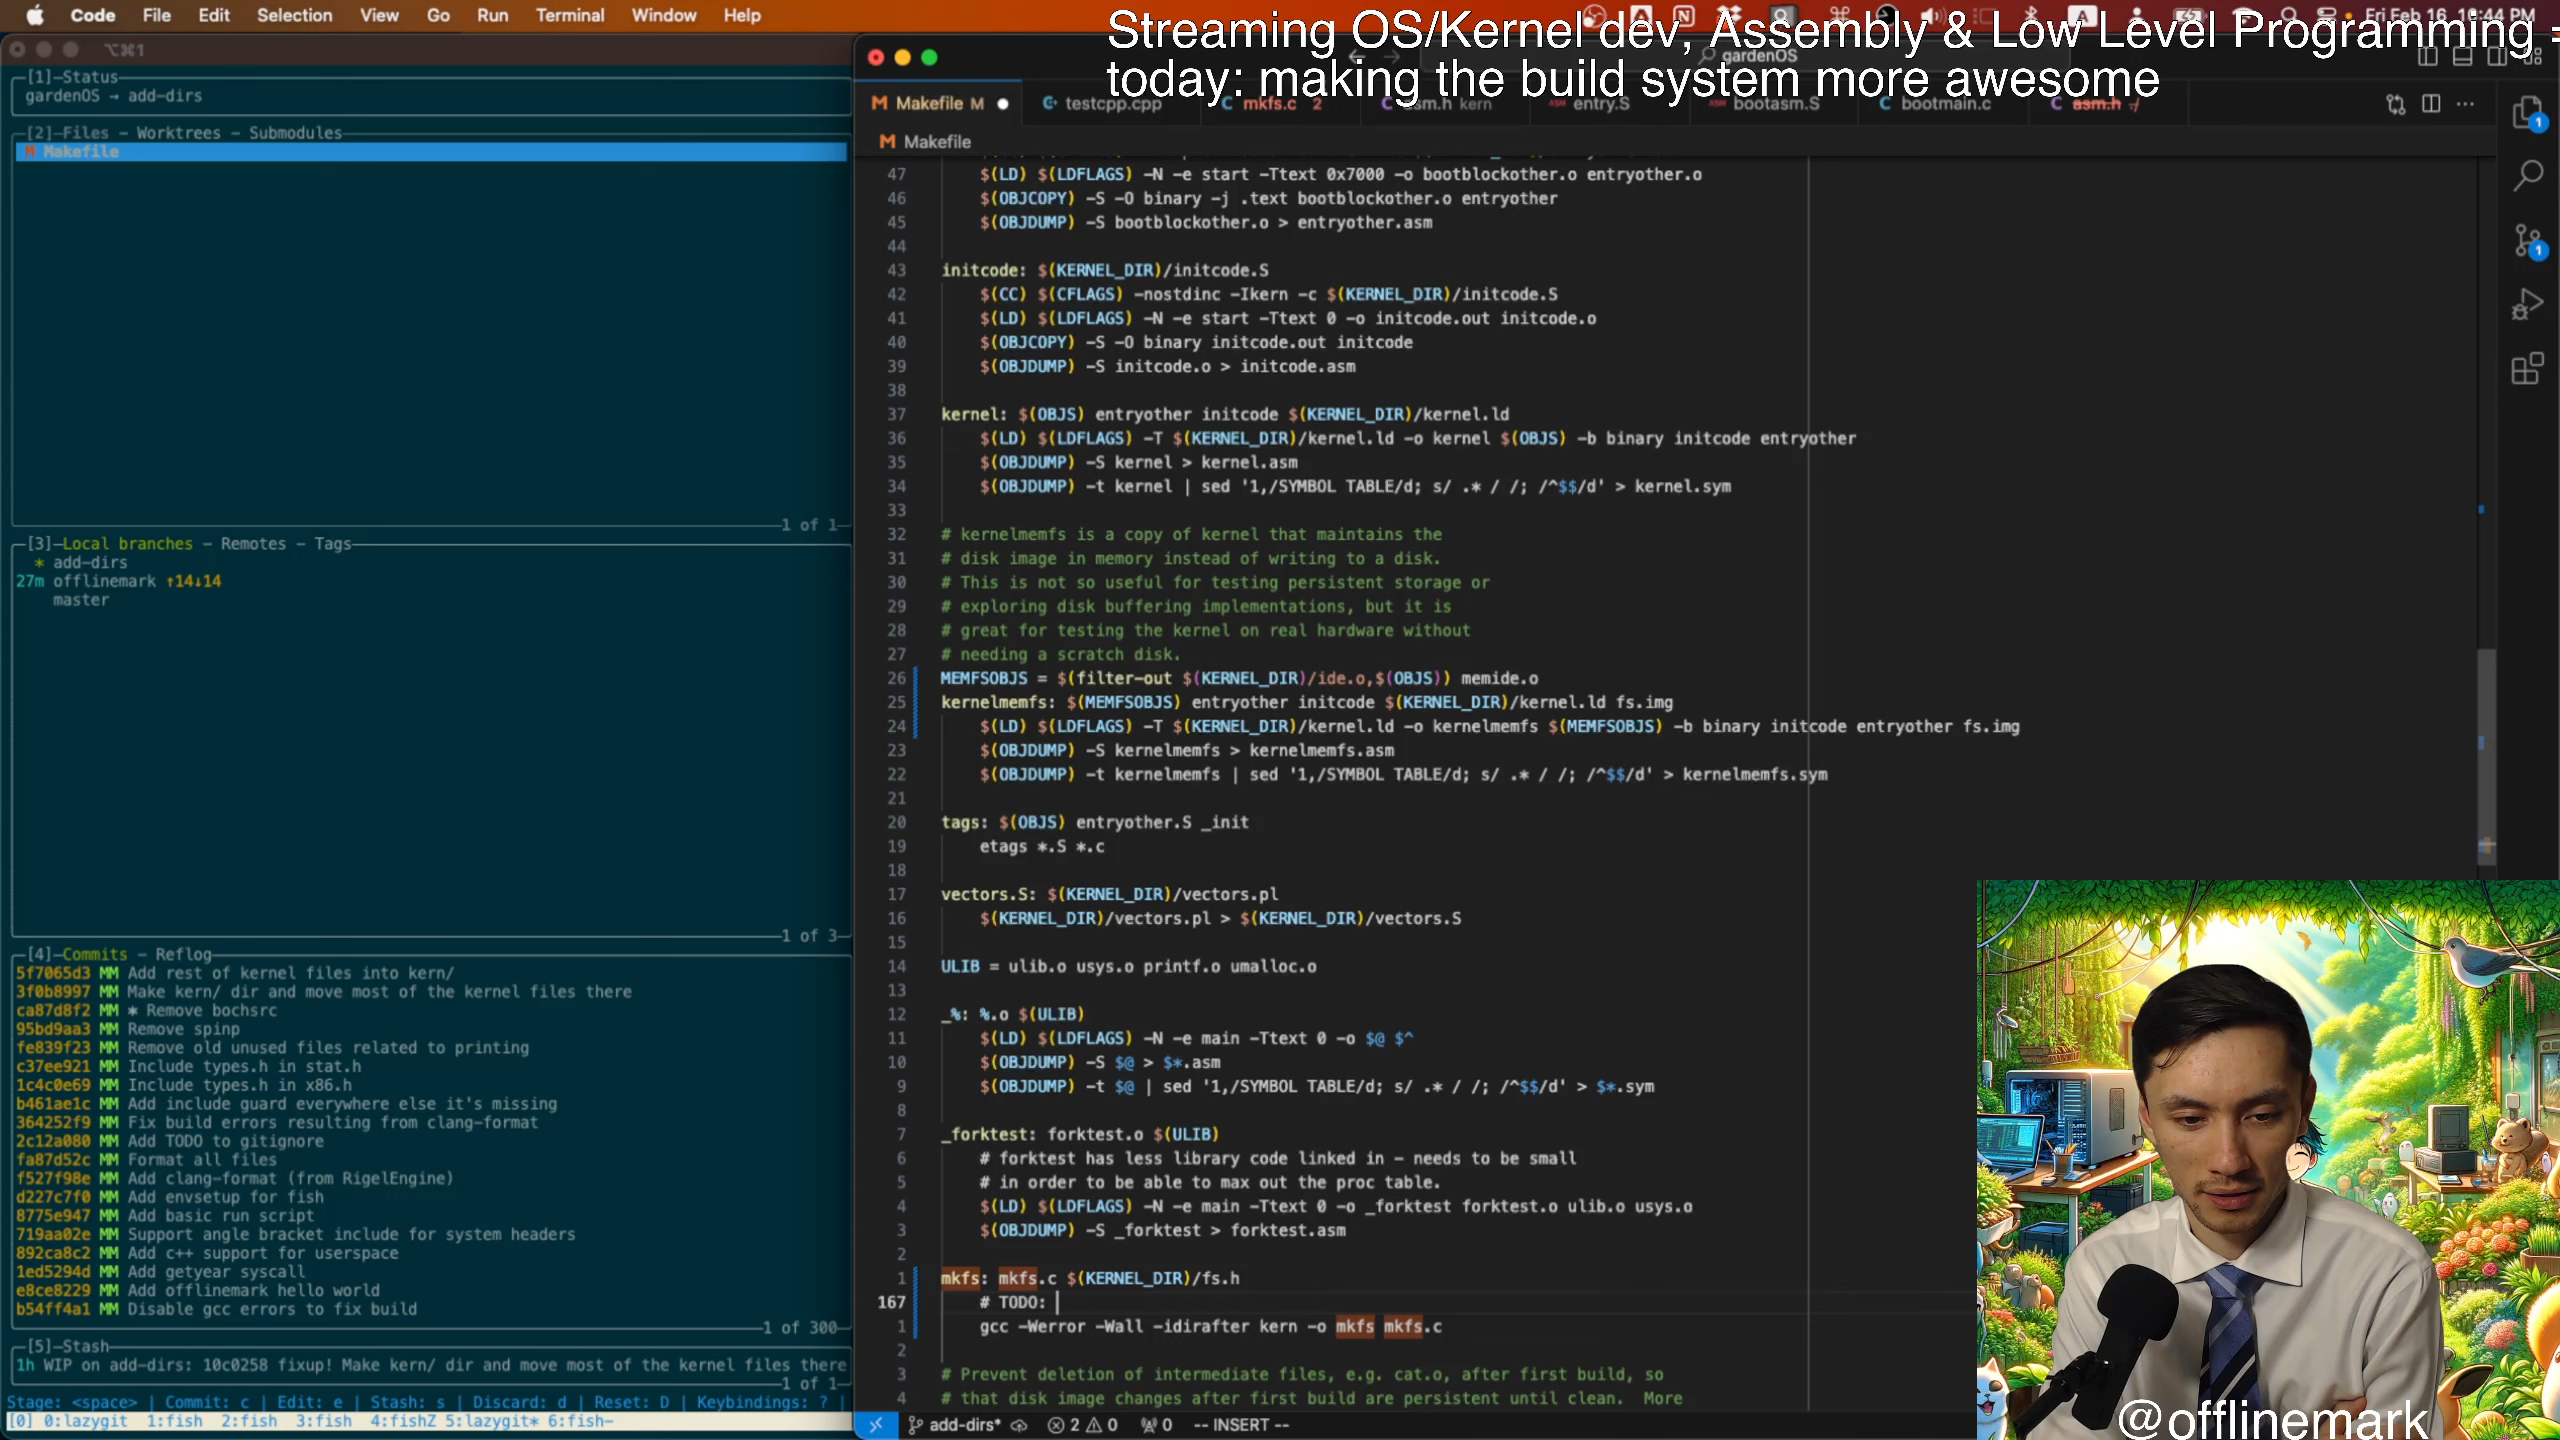 Code File Edit Selection View Go Run Terminal Window Help
Streaming OS/Kernel dev, Assembly & Low Level Programming
today: making the build system more awesome
⌥⌘1
[1]-Status
gardenOS → add-dirs
[2]-Files - Worktrees - Submodules
M Makefile
1 of 1
[3]-Local branches - Remotes - Tags
* add-dirs
27m offlinemark ↑14↓14
master
1 of 3
[4]-Commits - Reflog
5f7065d3 MM Add rest of kernel files into kern/
3f0b8997 MM Make kern/ dir and move most of the kernel files there
ca87d8f2 MM * Remove bochsrc
95bd9aa3 MM Remove spinp
fe839f23 MM Remove old unused files related to printing
c37ee921 MM Include types.h in stat.h
1c4c0e69 MM Include types.h in x86.h
b461ae1c MM Add include guard everywhere else it's missing
364252f9 MM Fix build errors resulting from clang-format
2c12a080 MM Add TODO to gitignore
fa87d52c MM Format all files
f527f98e MM Add clang-format (from RigelEngine)
d227c7f0 MM Add envsetup for fish
8775e947 MM Add basic run script
719aa02e MM Support angle bracket include for system headers
892ca8c2 MM Add c++ support for userspace
1ed5294d MM Add getyear syscall
e8ce8229 MM Add offlinemark hello world
b54ff4a1 MM Disable gcc errors to fix build
1 of 300
[5]-Stash
1h WIP on add-dirs: 10c0258 fixup! Make kern/ dir and move most of the kernel files there
1 of 1
Stage: <space> | Commit: c | Edit: e | Stash: s | Discard: d | Reset: D | Keybindings: ? |
[0] 0:lazygit 1:fish 2:fish 3:fish 4:fishZ 5:lazygit* 6:fish-
gardenOS
Makefile M testcpp.cpp mkfs.c 2 asm.h kern entry.S bootasm.S bootmain.c asm.h
Makefile
47 $(LD) $(LDFLAGS) -N -e start -Ttext 0x7000 -o bootblockother.o entryother.o
46 $(OBJCOPY) -S -O binary -j .text bootblockother.o entryother
45 $(OBJDUMP) -S bootblockother.o > entryother.asm
44
43 initcode: $(KERNEL_DIR)/initcode.S
42 $(CC) $(CFLAGS) -nostdinc -Ikern -c $(KERNEL_DIR)/initcode.S
41 $(LD) $(LDFLAGS) -N -e start -Ttext 0 -o initcode.out initcode.o
40 $(OBJCOPY) -S -O binary initcode.out initcode
39 $(OBJDUMP) -S initcode.o > initcode.asm
38
37 kernel: $(OBJS) entryother initcode $(KERNEL_DIR)/kernel.ld
36 $(LD) $(LDFLAGS) -T $(KERNEL_DIR)/kernel.ld -o kernel $(OBJS) -b binary initcode entryother
35 $(OBJDUMP) -S kernel > kernel.asm
34 $(OBJDUMP) -t kernel | sed '1,/SYMBOL TABLE/d; s/ .* / /; /^$$/d' > kernel.sym
33
32 # kernelmemfs is a copy of kernel that maintains the
31 # disk image in memory instead of writing to a disk.
30 # This is not so useful for testing persistent storage or
29 # exploring disk buffering implementations, but it is
28 # great for testing the kernel on real hardware without
27 # needing a scratch disk.
26 MEMFSOBJS = $(filter-out $(KERNEL_DIR)/ide.o,$(OBJS)) memide.o
25 kernelmemfs: $(MEMFSOBJS) entryother initcode $(KERNEL_DIR)/kernel.ld fs.img
24 $(LD) $(LDFLAGS) -T $(KERNEL_DIR)/kernel.ld -o kernelmemfs $(MEMFSOBJS) -b binary initcode entryother fs.img
23 $(OBJDUMP) -S kernelmemfs > kernelmemfs.asm
22 $(OBJDUMP) -t kernelmemfs | sed '1,/SYMBOL TABLE/d; s/ .* / /; /^$$/d' > kernelmemfs.sym
21
20 tags: $(OBJS) entryother.S _init
19 etags *.S *.c
18
17 vectors.S: $(KERNEL_DIR)/vectors.pl
16 $(KERNEL_DIR)/vectors.pl > $(KERNEL_DIR)/vectors.S
15
14 ULIB = ulib.o usys.o printf.o umalloc.o
13
12 _%: %.o $(ULIB)
11 $(LD) $(LDFLAGS) -N -e main -Ttext 0 -o $@ $^
10 $(OBJDUMP) -S $@ > $*.asm
9 $(OBJDUMP) -t $@ | sed '1,/SYMBOL TABLE/d; s/ .* / /; /^$$/d' > $*.sym
8
7 _forktest: forktest.o $(ULIB)
6 # forktest has less library code linked in - needs to be small
5 # in order to be able to max out the proc table.
4 $(LD) $(LDFLAGS) -N -e main -Ttext 0 -o _forktest forktest.o ulib.o usys.o
3 $(OBJDUMP) -S _forktest > forktest.asm
2
1 mkfs: mkfs.c $(KERNEL_DIR)/fs.h
167 # TODO:
1 gcc -Werror -Wall -idirafter kern -o mkfs mkfs.c
2
3 # Prevent deletion of intermediate files, e.g. cat.o, after first build, so
4 # that disk image changes after first build are persistent until clean. More
add-dirs* 2 0 0 -- INSERT --
1
1
@offlinemark